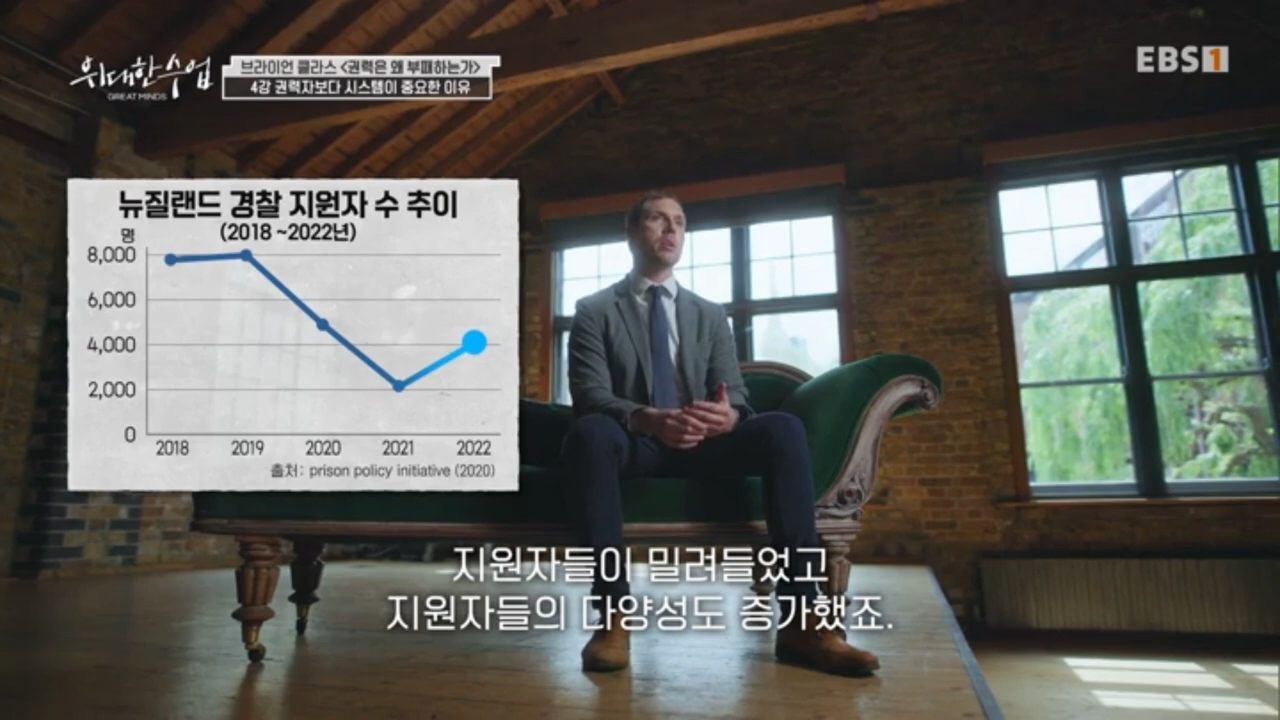 위대한 수업
GREAT MINDS
브라이언 클라스 <권력은 왜 부패하는가>
4강 권력자보다 시스템이 중요한 이유
EBS1
뉴질랜드 경찰 지원자 수 추이
(2018 ~2022년)
명
8,000
6,000
4,000
2,000
0
2018 2019 2020 2021 2022
출처: prison policy initiative (2020)
지원자들이 밀려들었고
지원자들의 다양성도 증가했죠.